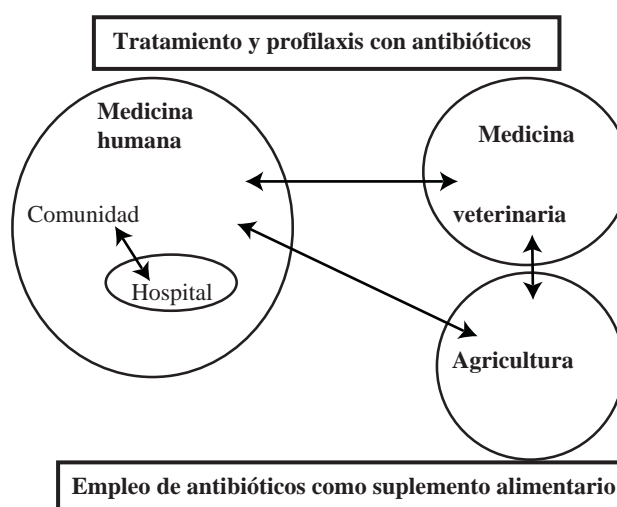 Tratamiento y profilaxis con antibióticos
Medicina
humana
Comunidad
Hospital
Medicina
veterinaria
Agricultura
Empleo de antibióticos como suplemento alimentario